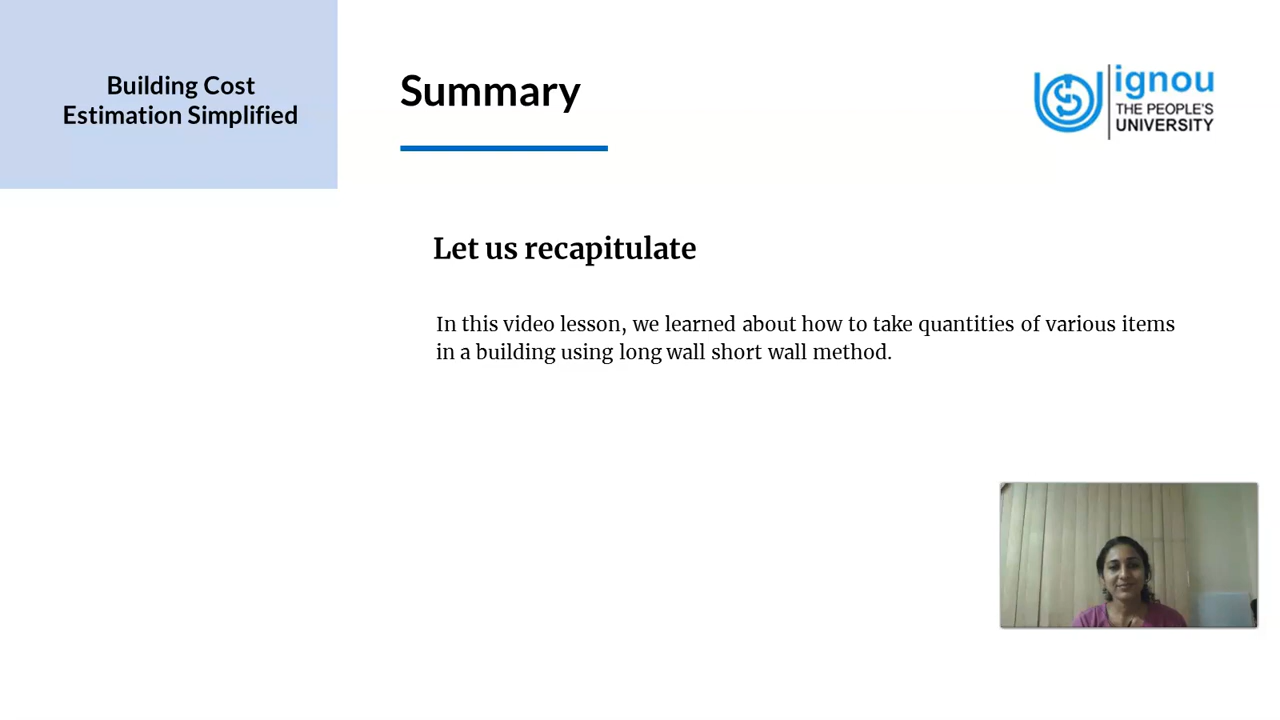 Building Cost
Estimation Simplified
Summary
ignou
THE PEOPLE'S
UNIVERSITY
Let us recapitulate
In this video lesson, we learned about how to take quantities of various items
in a building using long wall short wall method.